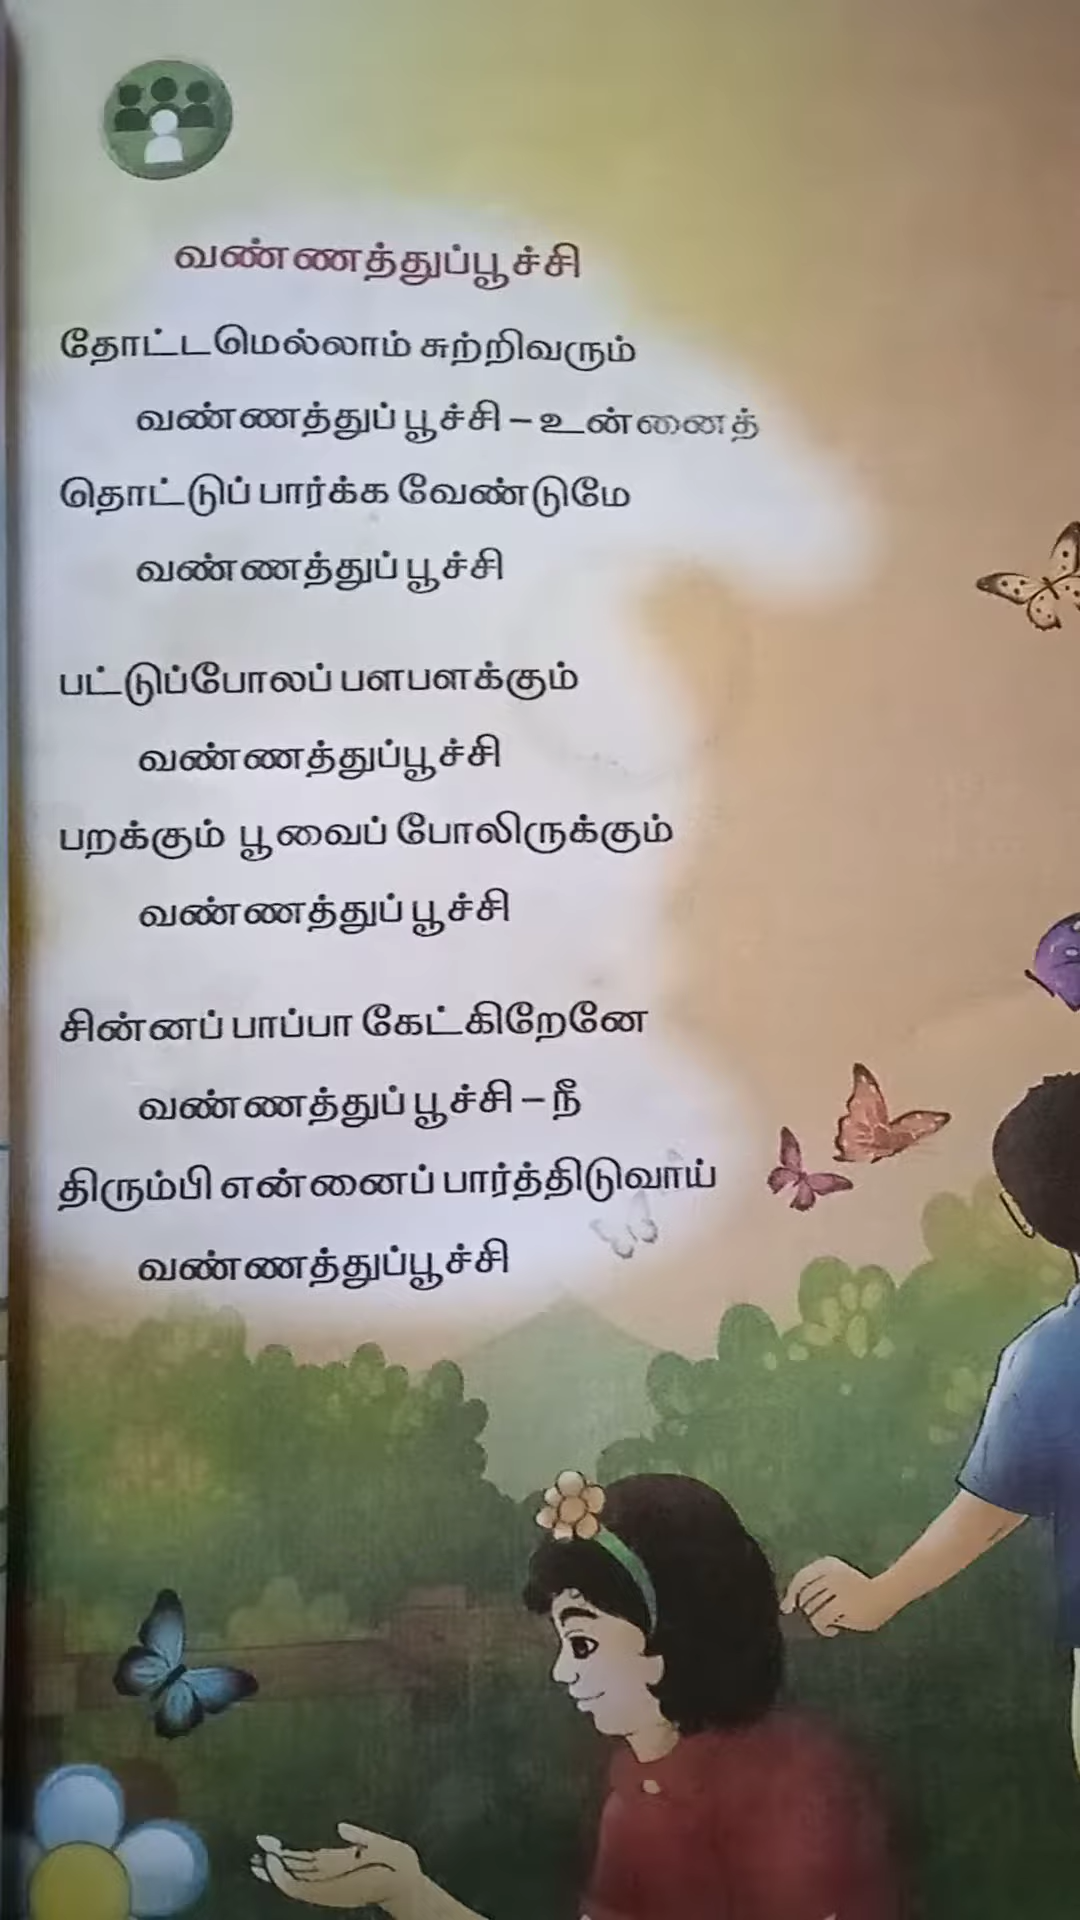 வண்ணத்துப்பூச்சி
தோட்டமெல்லாம் சுற்றிவரும்
வண்ணத்துப் பூச்சி – உன்னைத்
தொட்டுப் பார்க்க வேண்டுமே
வண்ணத்துப் பூச்சி
பட்டுப்போலப் பளபளக்கும்
வண்ணத்துப்பூச்சி
பறக்கும் பூவைப் போலிருக்கும்
வண்ணத்துப் பூச்சி
சின்னப் பாப்பா கேட்கிறேனே
வண்ணத்துப் பூச்சி – நீ
திரும்பி என்னைப் பார்த்திடுவாய்
வண்ணத்துப்பூச்சி